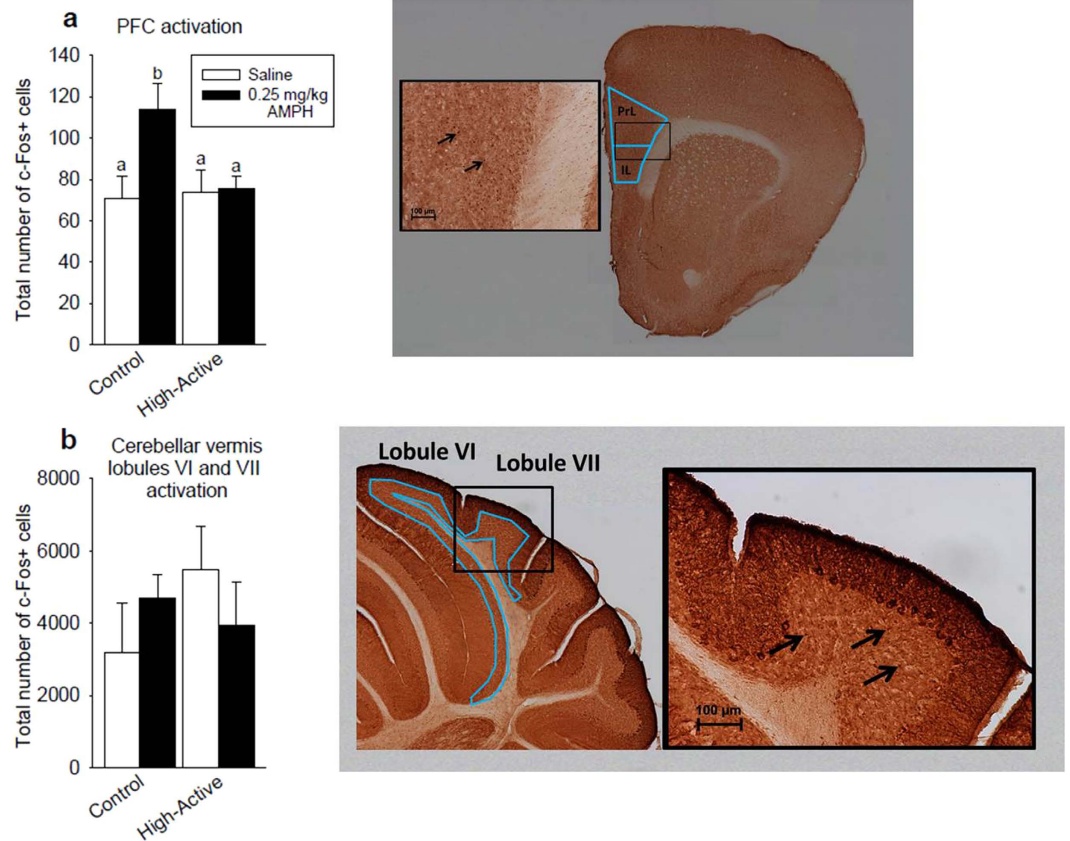 a
PFC activation
Total number of c-Fos+ cells
140
120
100
80
60
40
20
0
a
b
a
a
Saline
0.25 mg/kg
AMPH
Control
High-Active
PrL
IL
100 µm
b
Cerebellar vermis
lobules VI and VII
activation
Total number of c-Fos+ cells
8000
6000
4000
2000
0
Control
High-Active
Lobule VI
Lobule VII
100 µm